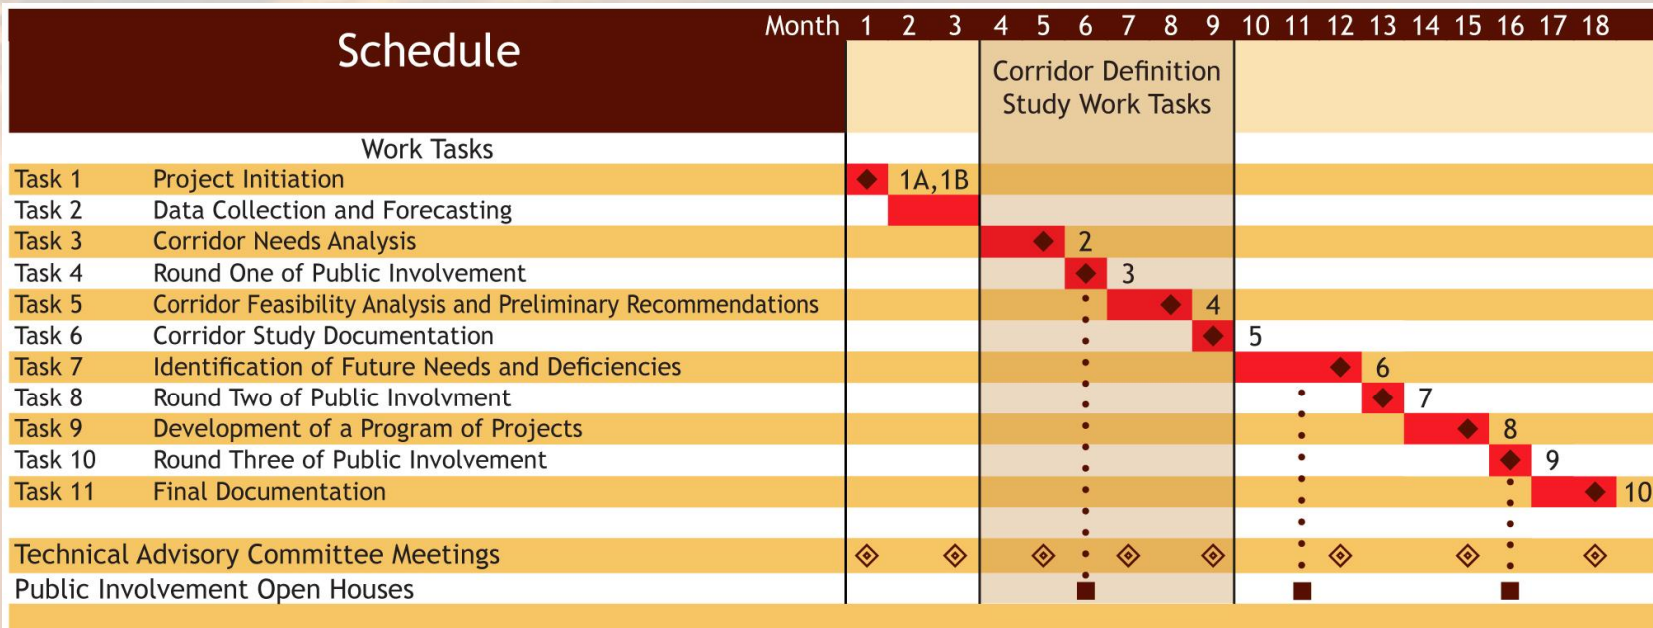 Schedule
Month 1 2 3 4 5 6 7 8 9 10 11 12 13 14 15 16 17 18
Corridor Definition
Study Work Tasks
Work Tasks
Task 1 Project Initiation 1A,1B
Task 2 Data Collection and Forecasting
Task 3 Corridor Needs Analysis 2
Task 4 Round One of Public Involvement 3
Task 5 Corridor Feasibility Analysis and Preliminary Recommendations 4
Task 6 Corridor Study Documentation 5
Task 7 Identification of Future Needs and Deficiencies 6
Task 8 Round Two of Public Involvment 7
Task 9 Development of a Program of Projects 8
Task 10 Round Three of Public Involvement 9
Task 11 Final Documentation 10
Technical Advisory Committee Meetings
Public Involvement Open Houses